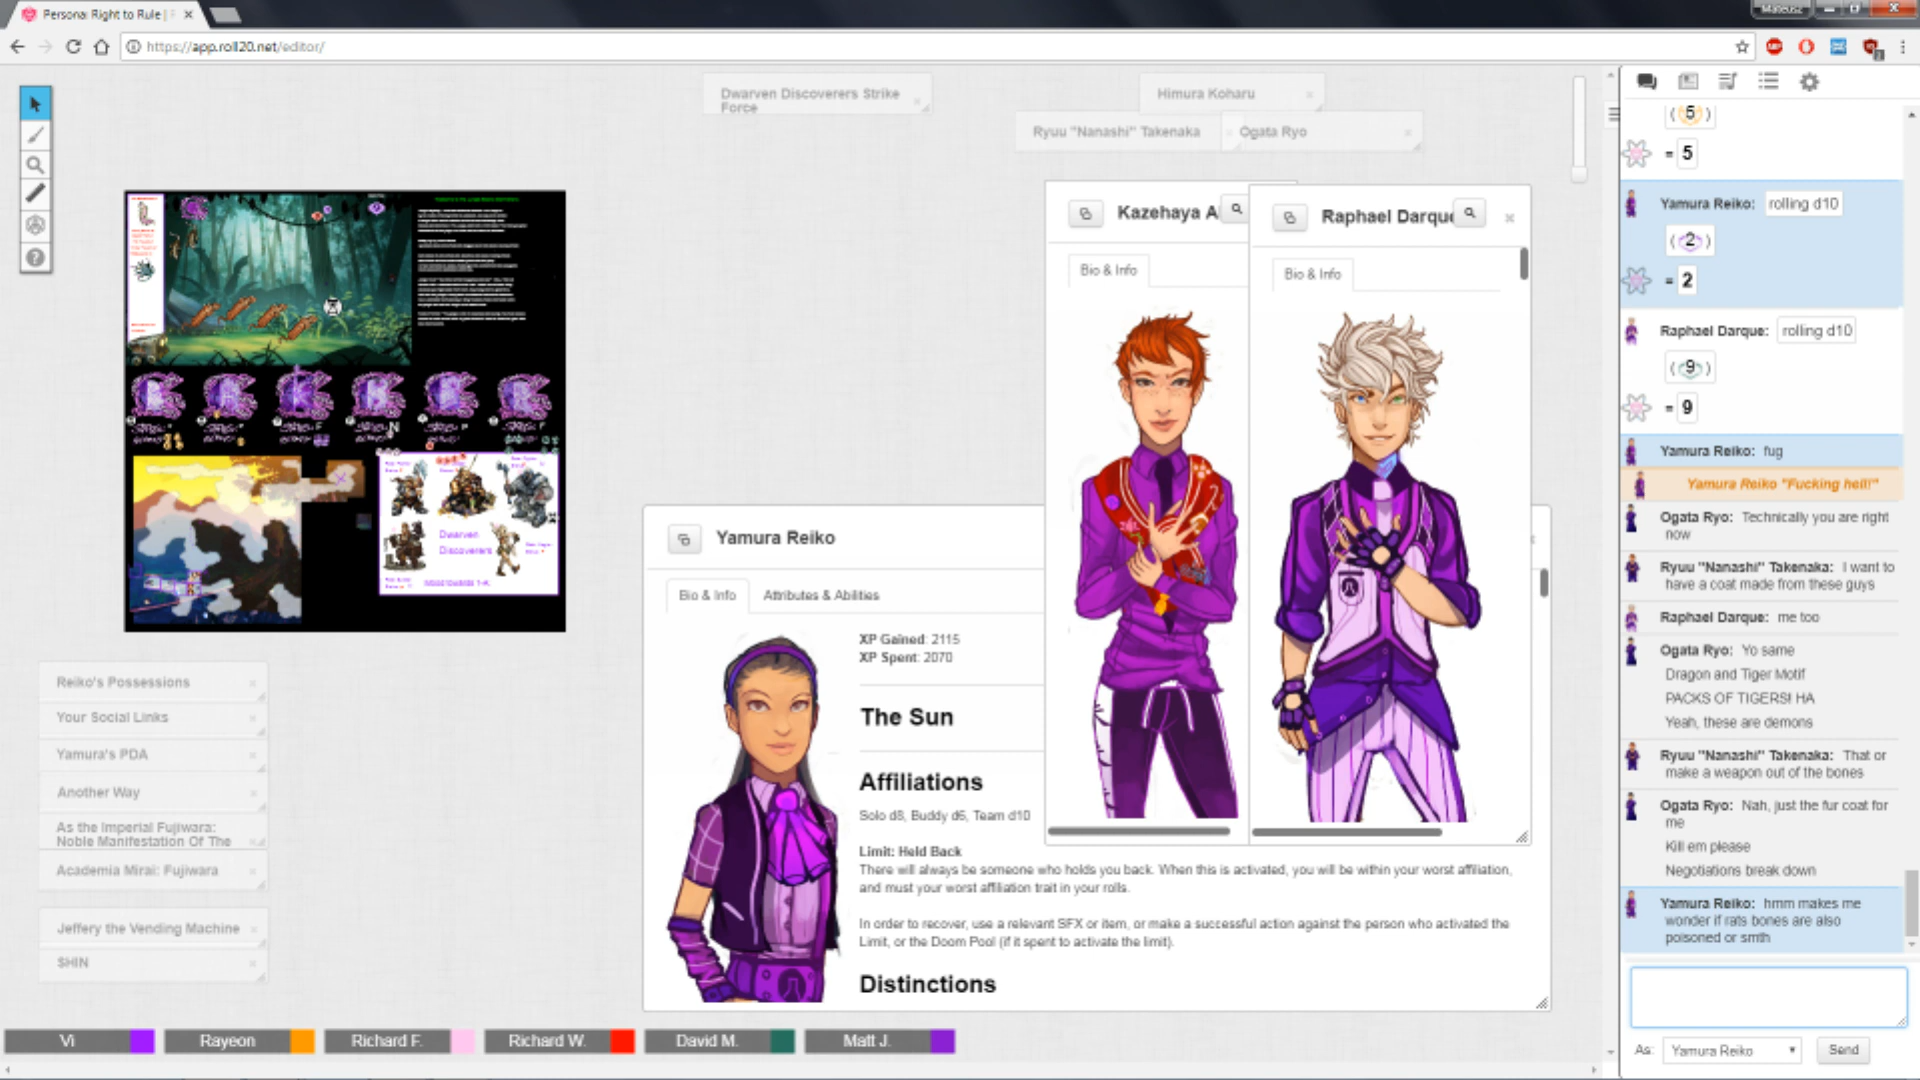 Persona: Right to Rule |
Mateusz
https://app.roll20.net/editor/
Dwarven Discoverers Strike
Force
Himura Koharu
Ryuu "Nanashi" Takenaka
Ogata Ryo
Kazehaya A
Bio & Info
Raphael Darque
Bio & Info
Dwarven
Discoverers
Yamura Reiko
Bio & Info
Attributes & Abilities
XP Gained: 2115
XP Spent: 2070
The Sun
Affiliations
Solo d8, Buddy d6, Team d10
Limit: Held Back
There will always be someone who holds you back. When this is activated, you will be within your worst affiliation,
and must your worst affiliation trait in your rolls.
In order to recover, use a relevant SFX or item, or make a successful action against the person who activated the
Limit, or the Doom Pool (if it spent to activate the limit).
Distinctions
Reiko's Possessions
Your Social Links
Yamura's PDA
Another Way
As the Imperial Fujiwara:
Noble Manifestation Of The
Academia Mirai: Fujiwara
Jeffery the Vending Machine
SHIN
Vi
Rayeon
Richard F.
Richard W.
David M.
Matt J.
(5)
= 5
Yamura Reiko: rolling d10
(2)
= 2
Raphael Darque: rolling d10
(9)
= 9
Yamura Reiko: fug
Yamura Reiko "Fucking hell!"
Ogata Ryo: Technically you are right
now
Ryuu "Nanashi" Takenaka: I want to
have a coat made from these guys
Raphael Darque: me too
Ogata Ryo: Yo same
Dragon and Tiger Motif
PACKS OF TIGERS! HA
Yeah, these are demons
Ryuu "Nanashi" Takenaka: That or
make a weapon out of the bones
Ogata Ryo: Nah, just the fur coat for
me
Kill em please
Negotiations break down
Yamura Reiko: hmm makes me
wonder if rats bones are also
poisoned or smth
As: Yamura Reiko
Send